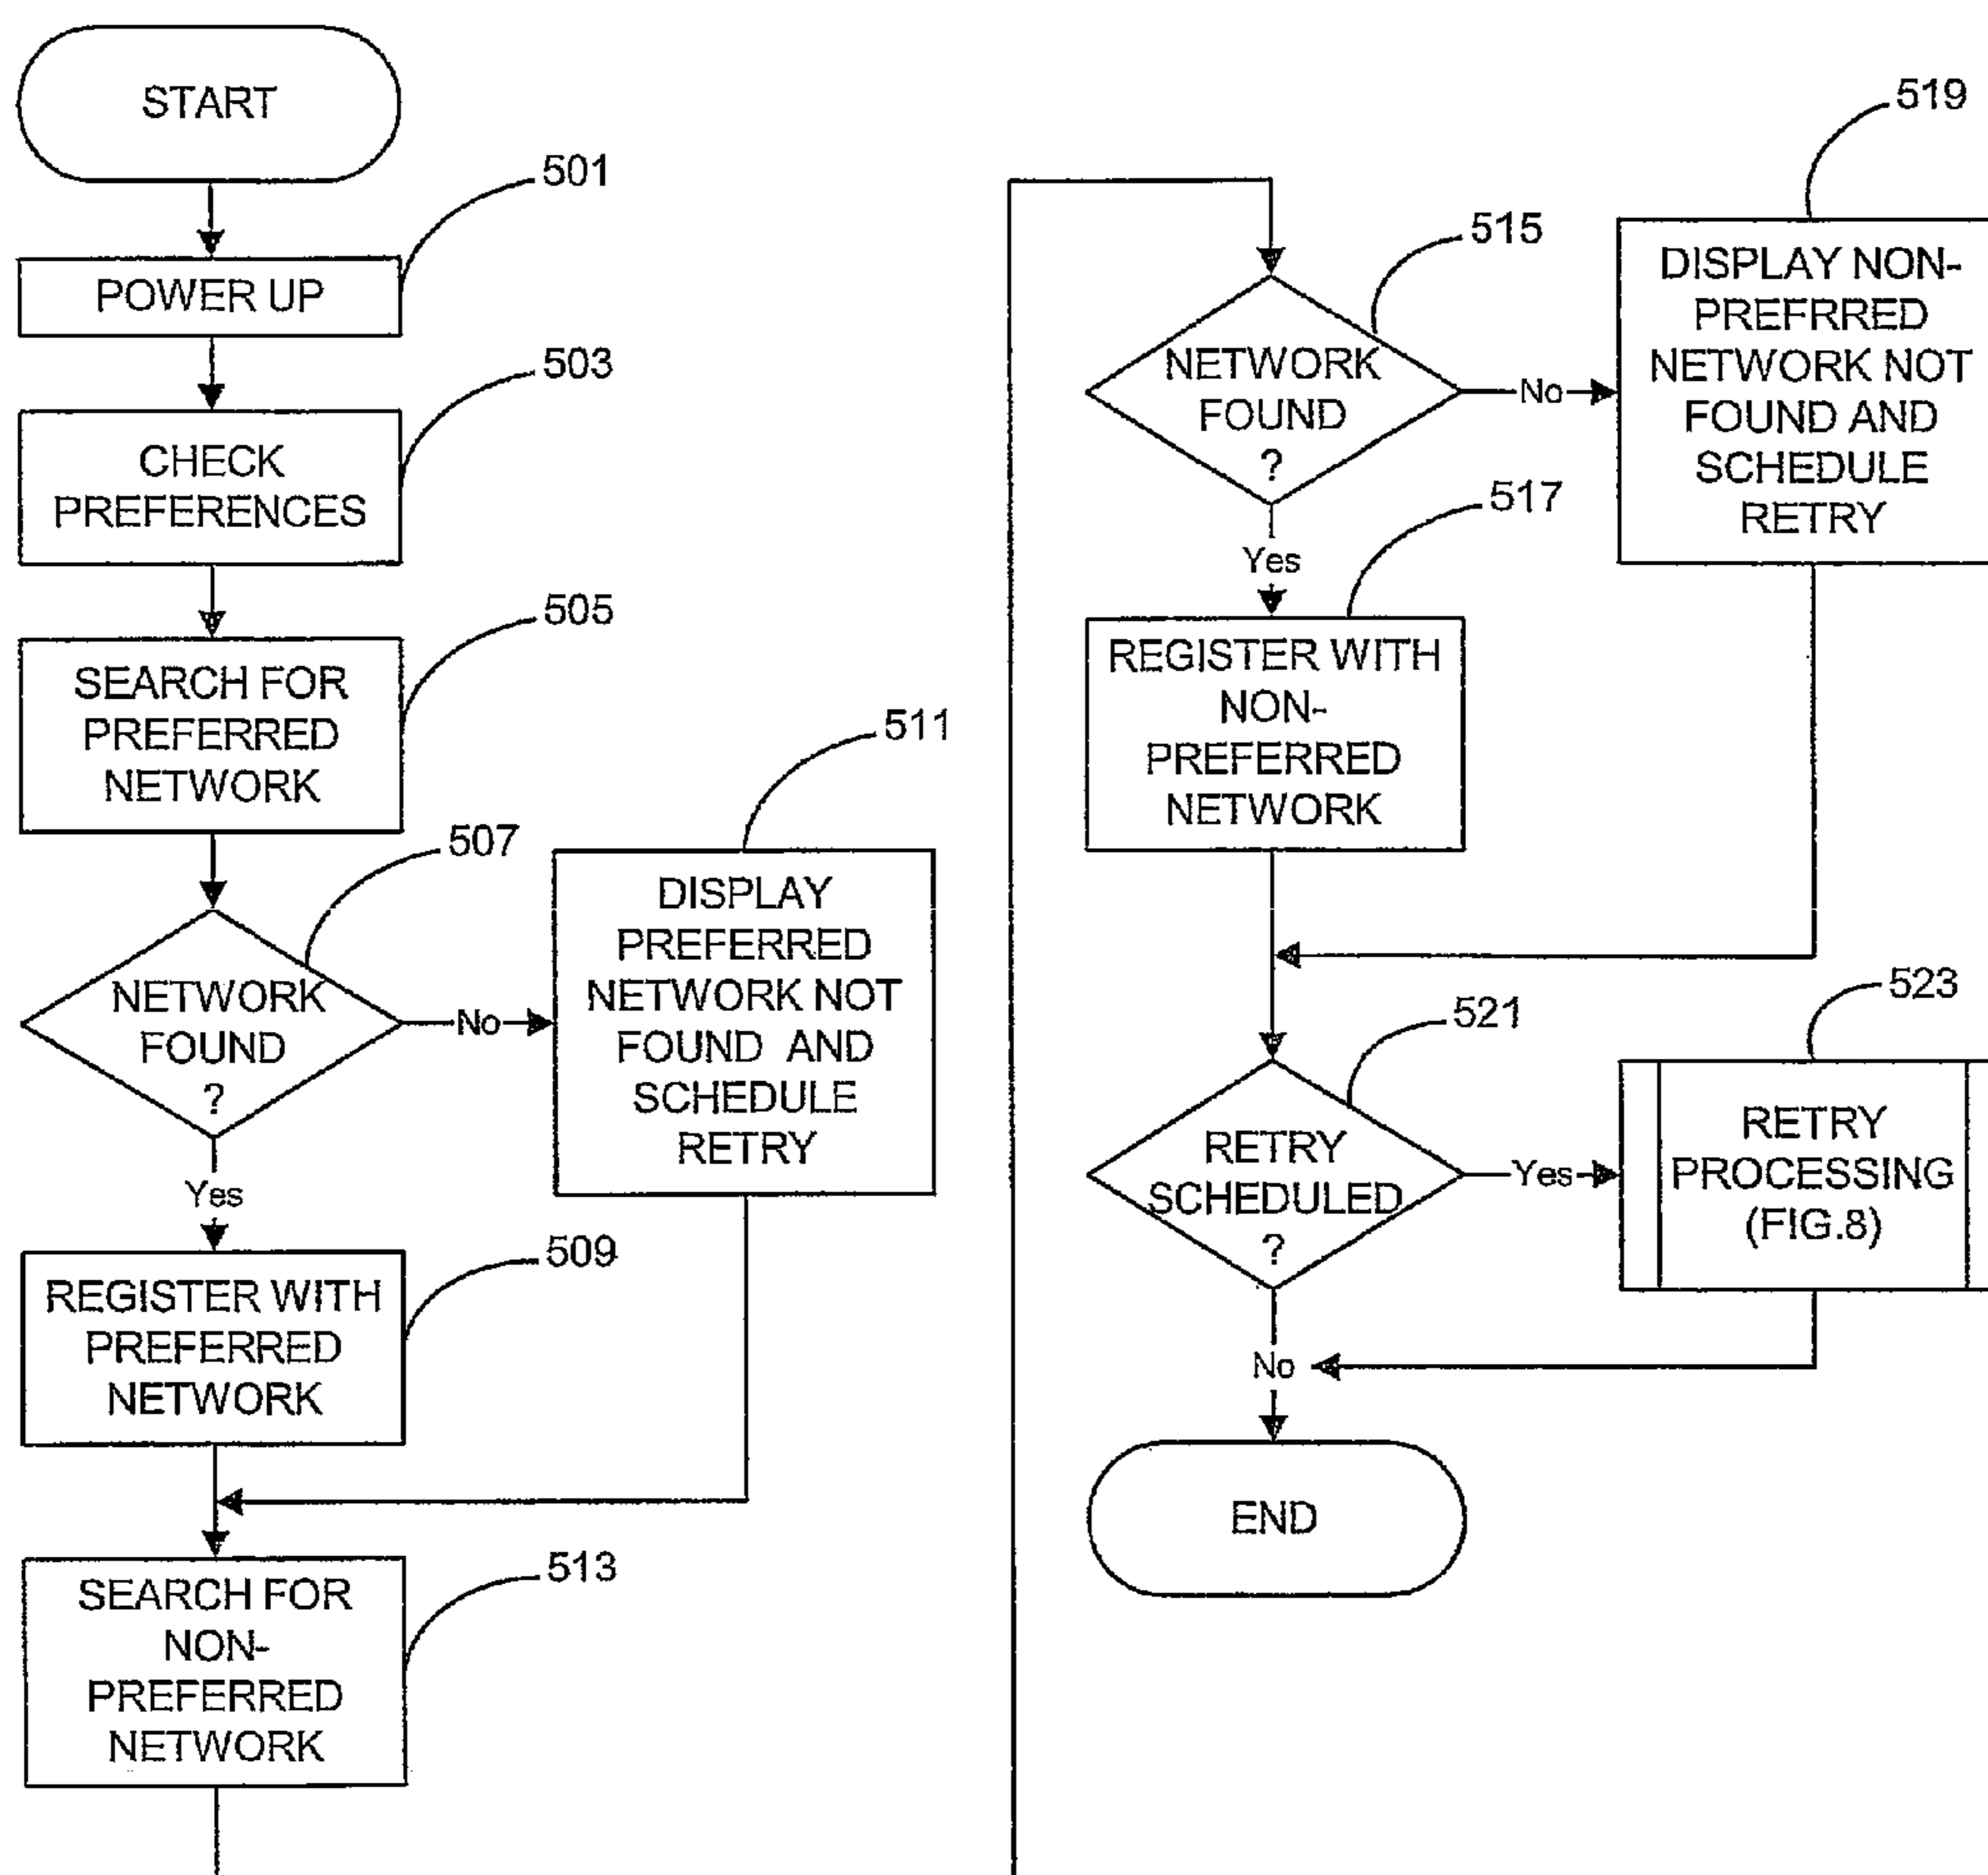 START
501
POWER UP
503
CHECK
PREFERENCES
505
SEARCH FOR
PREFERRED
NETWORK
507
NETWORK
FOUND
?
No
511
DISPLAY
PREFERRED
NETWORK NOT
FOUND AND
SCHEDULE
RETRY
Yes
509
REGISTER WITH
PREFERRED
NETWORK
513
SEARCH FOR
NON-
PREFERRED
NETWORK
515
NETWORK
FOUND
?
No
519
DISPLAY NON-
PREFRRED
NETWORK NOT
FOUND AND
SCHEDULE
RETRY
Yes
517
REGISTER WITH
NON-
PREFERRED
NETWORK
521
RETRY
SCHEDULED
?
Yes
523
RETRY
PROCESSING
(FIG.8)
No
END